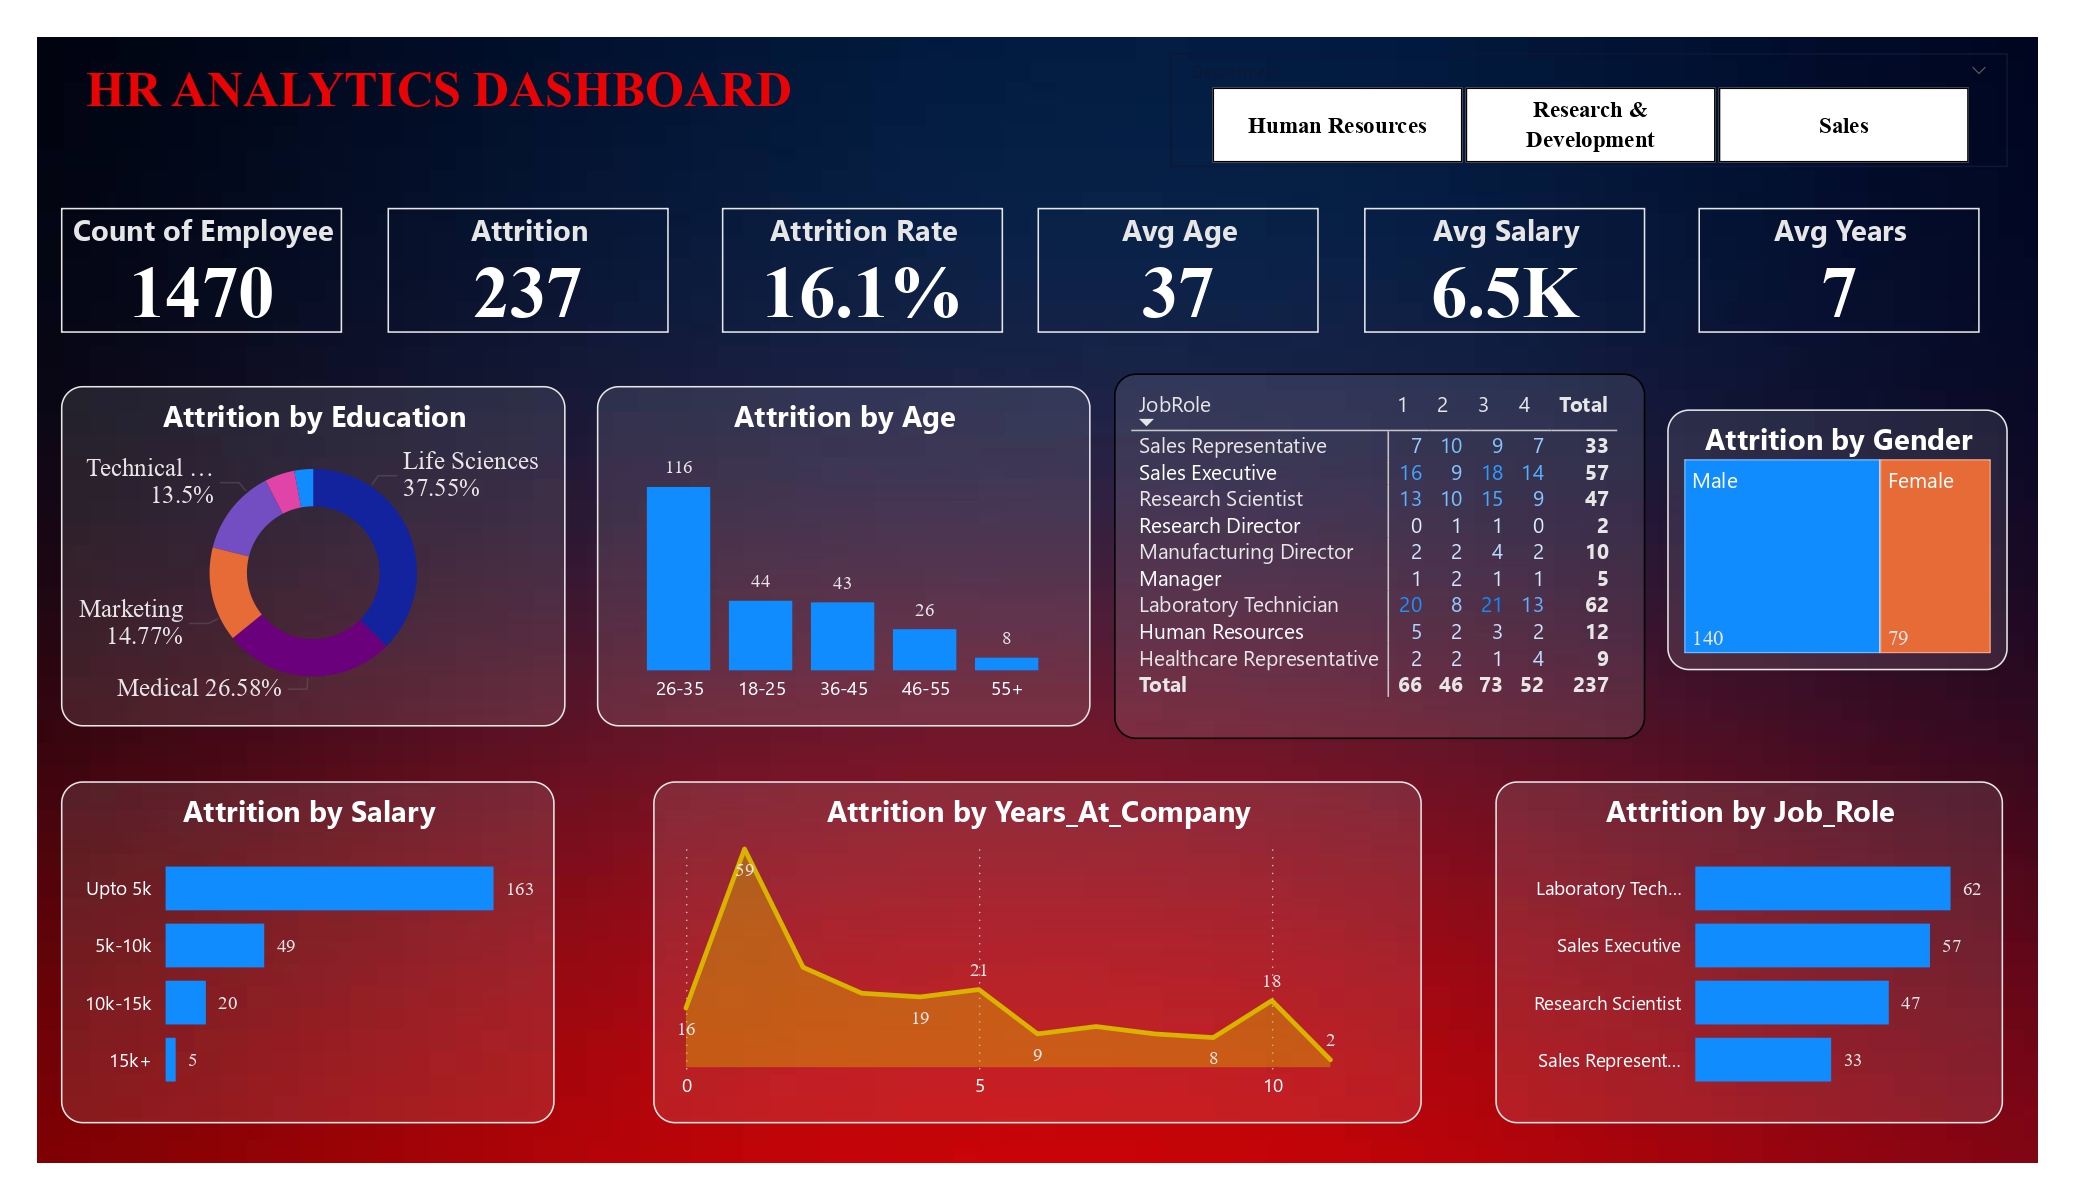 HR ANALYTICS DASHBOARD
Human Resources
Research &
Development
Sales
Count of Employee
1470
Attrition
237
Attrition Rate
16.1%
Avg Age
37
Avg Salary
6.5K
Avg Years
7
Attrition by Education
Life Sciences
37.55%
Technical ...
13.5%
Marketing
14.77%
Medical 26.58%
Attrition by Age
116
44
43
26
8
26-35 18-25 36-45 46-55 55+
JobRole 1 2 3 4 Total
Sales Representative 7 10 9 7 33
Sales Executive 16 9 18 14 57
Research Scientist 13 10 15 9 47
Research Director 0 1 1 0 2
Manufacturing Director 2 2 4 2 10
Manager 1 2 1 1 5
Laboratory Technician 20 8 21 13 62
Human Resources 5 2 3 2 12
Healthcare Representative 2 2 1 4 9
Total 66 46 73 52 237
Attrition by Gender
Male Female
140 79
Attrition by Salary
Upto 5k 163
5k-10k 49
10k-15k 20
15k+ 5
Attrition by Years_At_Company
59
21
18
16
19
9
8
2
0 5 10
Attrition by Job_Role
Laboratory Tech... 62
Sales Executive 57
Research Scientist 47
Sales Represent... 33